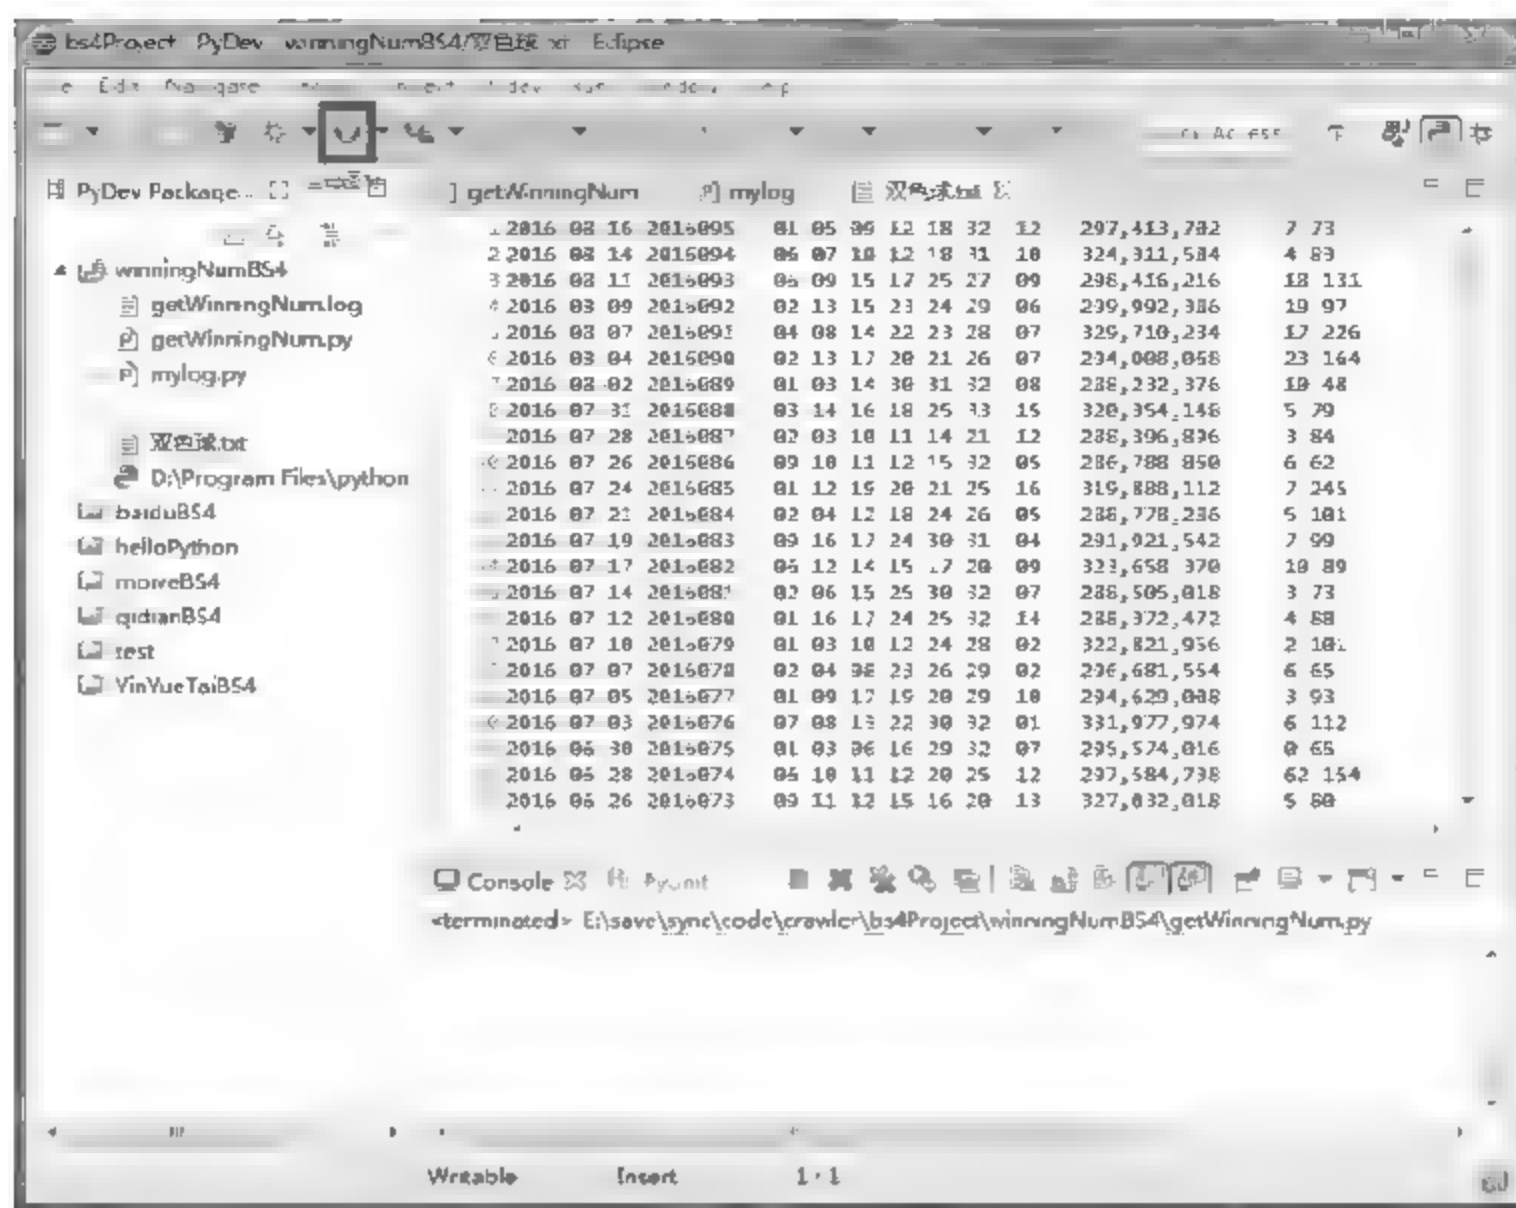 bs4Project PyDev winningNumBS4/双色球 txt Eclipse
Edit Navigate
PyDev Package...
getWinningNum mylog 双色球.txt
winningNumBS4
getWinningNum.log
getWinningNum.py
mylog.py
双色球.txt
D:\Program Files\python
baiduBS4
helloPython
movieBS4
qidianBS4
test
YinYueTaiBS4
1 2016 08 16 2016095 01 05 06 12 18 32 12 297,413,782 7 73
2 2016 08 14 2016094 06 07 10 12 18 31 10 324,311,584 4 83
3 2016 08 11 2016093 06 09 15 17 25 27 09 298,416,216 18 131
4 2016 08 09 2016092 02 13 15 23 24 29 06 299,992,386 19 97
2016 08 07 2016091 04 08 14 22 23 28 07 329,710,234 17 226
6 2016 08 04 2016090 02 13 17 20 21 26 07 294,008,058 23 164
7 2016 08 02 2016089 01 03 14 30 31 32 08 288,232,376 10 48
2016 07 31 2016088 03 14 16 18 25 33 15 320,354,148 5 79
2016 07 28 2016087 02 03 10 11 14 21 12 288,396,896 3 84
2016 07 26 2016086 09 10 11 12 15 32 05 286,788 850 6 62
2016 07 24 2016085 01 12 19 20 21 25 16 319,888,112 7 245
2016 07 21 2016084 02 04 12 18 24 26 05 288,778,236 5 101
2016 07 19 2016083 09 16 17 24 30 31 04 291,921,542 7 99
2016 07 17 2016082 06 12 14 15 17 20 09 323,658 370 10 89
2016 07 14 2016081 02 06 15 25 30 32 07 288,505,018 3 73
2016 07 12 2016080 01 16 17 24 25 32 14 288,372,472 4 88
2016 07 10 2016079 01 03 10 12 24 28 02 322,821,956 2 101
2016 07 07 2016078 02 04 08 23 26 29 02 296,681,554 6 65
2016 07 05 2016077 01 09 17 19 20 29 10 294,629,008 3 93
2016 07 03 2016076 07 08 13 22 30 32 01 331,977,974 6 112
2016 06 30 2016075 01 03 06 16 29 32 07 295,574,016 0 65
2016 06 28 2016074 06 10 11 12 20 25 12 297,584,738 62 154
2016 06 26 2016073 09 11 12 15 16 20 13 327,032,018 5 80
Console PyUnit
<terminated> E:\save\sync\code\crawler\bs4Project\winningNumBS4\getWinningNum.py
Writable Insert 1 : 1